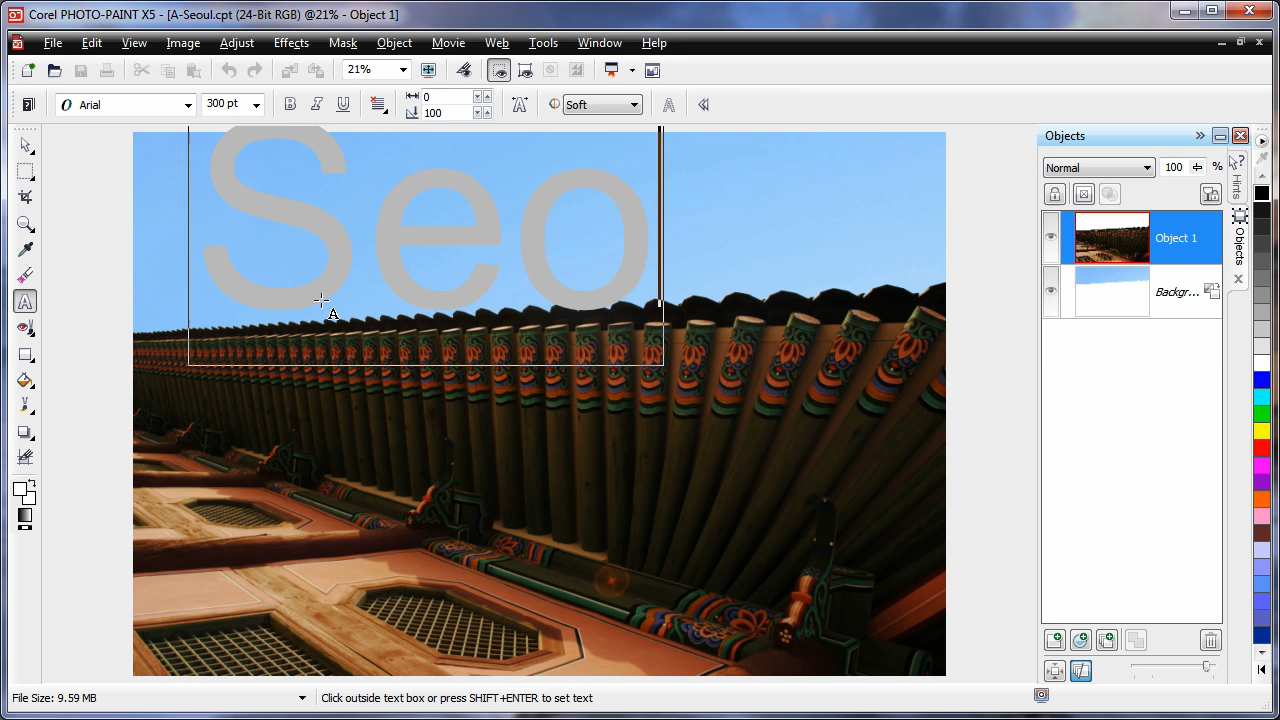 Corel PHOTO-PAINT X5 - [A-Seoul.cpt (24-Bit RGB) @21% - Object 1]
File Edit View Image Adjust Effects Mask Object Movie Web Tools Window Help
21%
O Arial 300 pt B I U 0 100 Soft
Objects
Normal 100 %
Hints
Objects
Object 1
Backgr...
Seo
A
File Size: 9.59 MB Click outside text box or press SHIFT+ENTER to set text